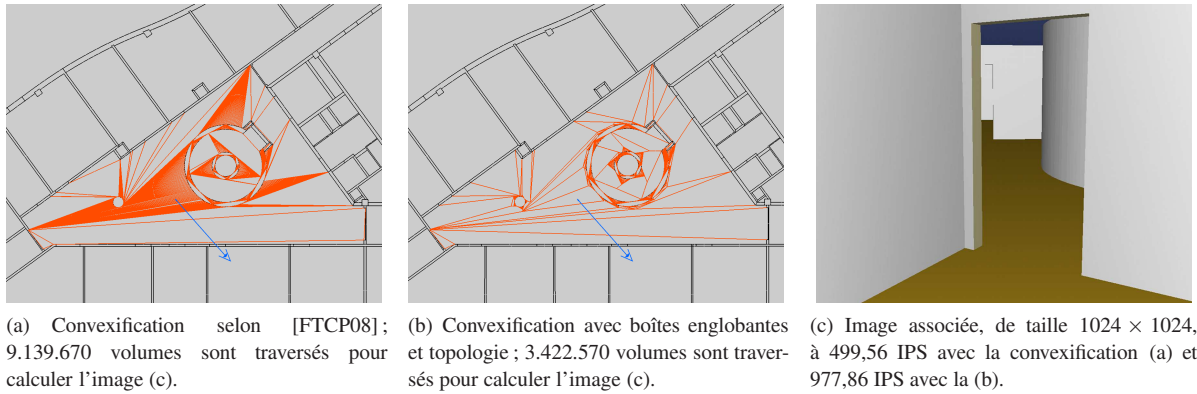 (a) Convexification selon [FTCP08] ;
9.139.670 volumes sont traversés pour
calculer l'image (c).
(b) Convexification avec boîtes englobantes
et topologie ; 3.422.570 volumes sont traver-
sés pour calculer l'image (c).
(c) Image associée, de taille 1024 × 1024,
à 499,56 IPS avec la convexification (a) et
977,86 IPS avec la (b).